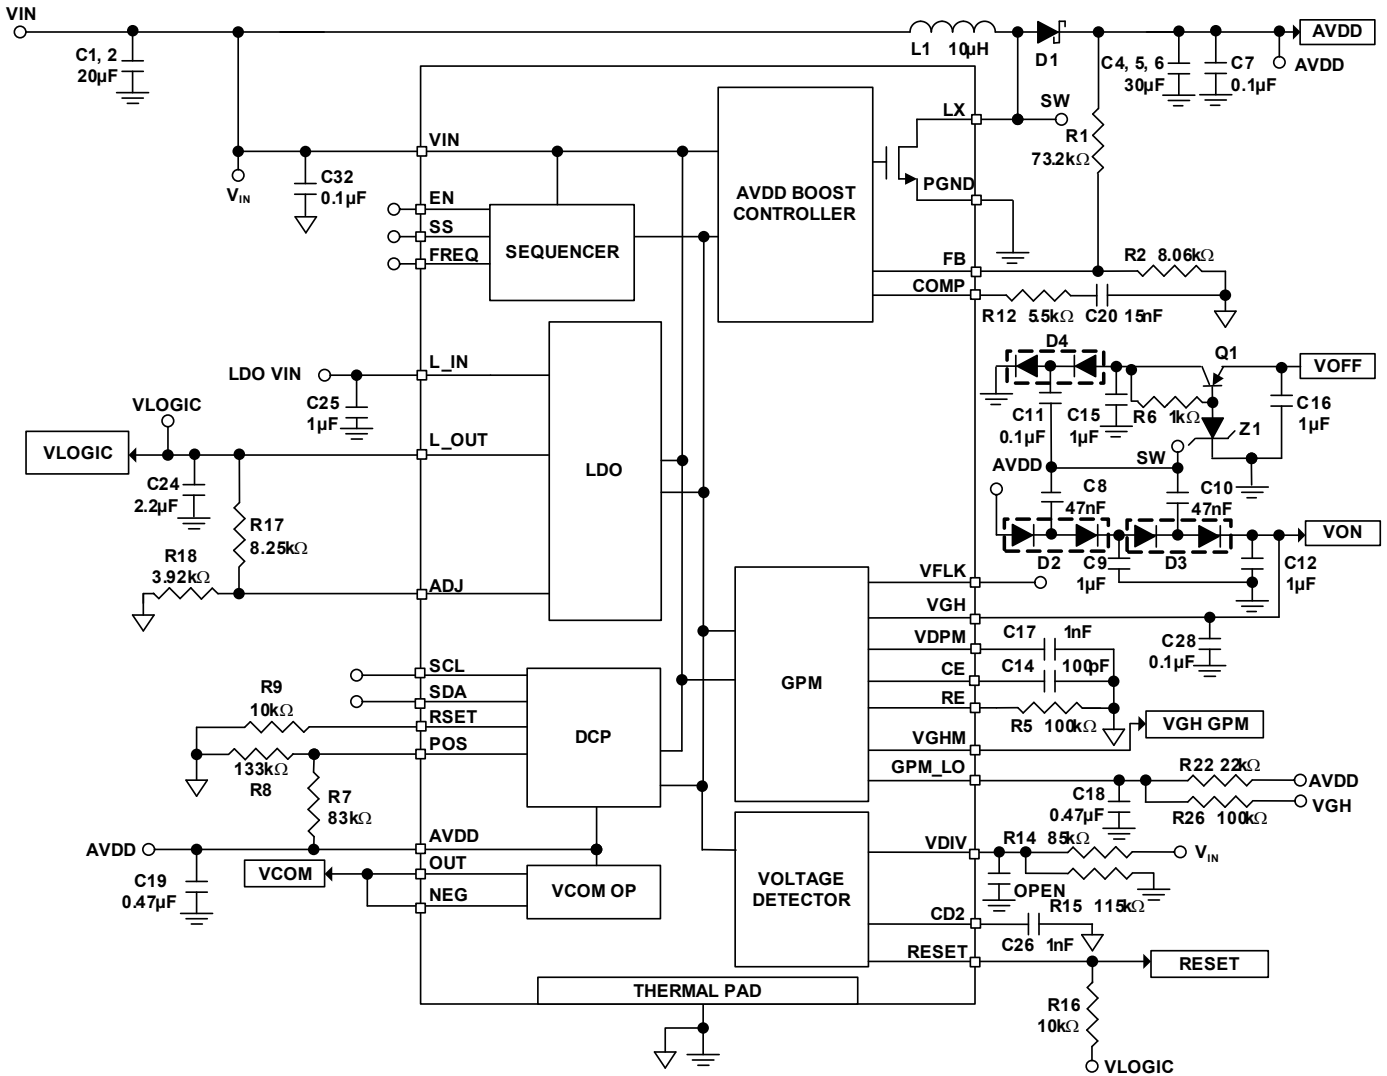 VIN
C1, 2
20µF
L1 10µH
D1
C4, 5, 6
30µF
C7
0.1µF
AVDD
AVDD
VIN
C32
0.1µF
VIN
EN
SS
FREQ
SEQUENCER
AVDD BOOST
CONTROLLER
LX
SW
PGND
R1
73.2kΩ
FB
COMP
R2 8.06kΩ
R12 5.5kΩ
C20 15nF
LDO VIN
C25
1µF
L_IN
VLOGIC
VLOGIC
L_OUT
LDO
C24
2.2µF
R17
8.25kΩ
R18
3.92kΩ
ADJ
D4
Q1
VOFF
C11
0.1µF
C15
1µF
R6 1kΩ
Z1
C16
1µF
AVDD
SW
C8
47nF
C10
47nF
D2
C9
1µF
D3
C12
1µF
VON
VFLK
VGH
VDPM
CE
RE
VGHM
GPM_LO
GPM
C17 1nF
C14 100pF
R5 100kΩ
C28
0.1µF
VGH GPM
SCL
SDA
RSET
POS
DCP
R9
10kΩ
133kΩ
R8
R7
83kΩ
AVDD
AVDD
OUT
NEG
VCOM OP
VCOM
C19
0.47µF
C18
0.47µF
R22 22kΩ
AVDD
R26 100kΩ
VGH
VOLTAGE
DETECTOR
VDIV
R14 85kΩ
VIN
OPEN
R15 115kΩ
CD2
C26 1nF
RESET
RESET
R16
10kΩ
VLOGIC
THERMAL PAD